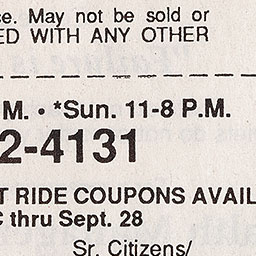 se. May not be sold or
ED WITH ANY OTHER
M. • *Sun. 11-8 P.M.
2-4131
T RIDE COUPONS AVAIL
C thru Sept. 28
Sr. Citizens/